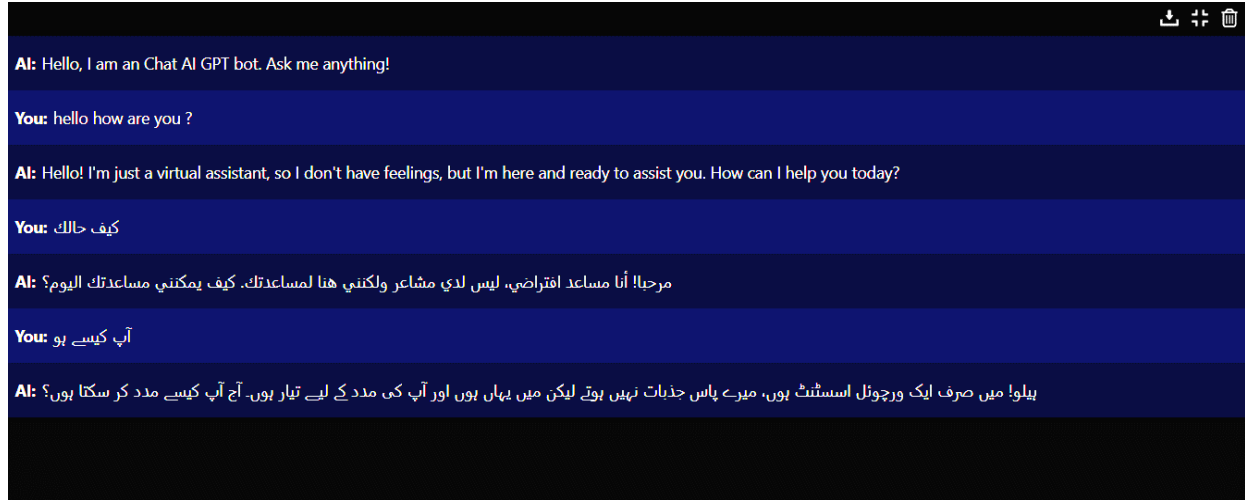 AI: Hello, I am an Chat AI GPT bot. Ask me anything!
You: hello how are you ?
AI: Hello! I'm just a virtual assistant, so I don't have feelings, but I'm here and ready to assist you. How can I help you today?
You: كيف حالك
AI: مرحبا! أنا مساعد افتراضي، ليس لدي مشاعر ولكنني هنا لمساعدتك. كيف يمكنني مساعدتك اليوم؟
You: آپ کیسے ہو
AI: ہیلو! میں صرف ایک ورچوئل اسسٹنٹ ہوں، میرے پاس جذبات نہیں ہوتے لیکن میں یہاں ہوں اور آپ کی مدد کے لیے تیار ہوں۔ آج آپ کیسے مدد کر سکتا ہوں؟